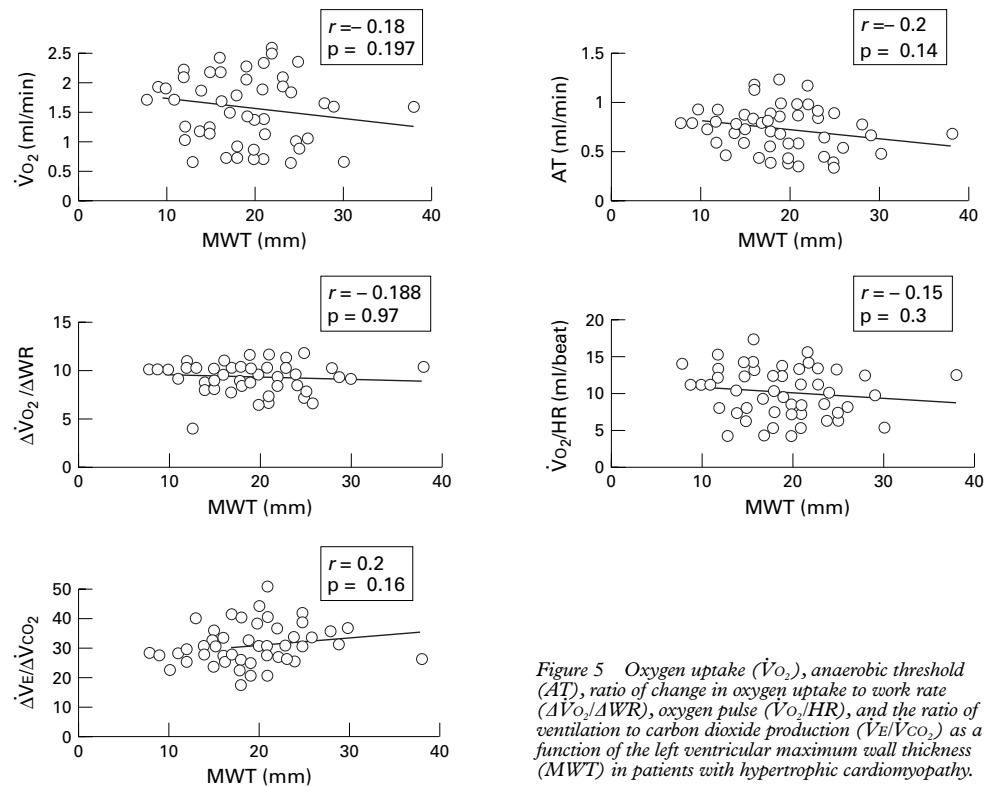 r =– 0.18
p = 0.197
2.5
2
1.5
1
0.5
0
V̇o₂ (ml/min)
0 10 20 30 40
MWT (mm)
r = – 0.2
p = 0.14
1.5
1
0.5
0
AT (ml/min)
0 10 20 30 40
MWT (mm)
r = – 0.188
p = 0.97
15
10
5
0
ΔV̇o₂ /ΔWR
0 10 20 30 40
MWT (mm)
r = – 0.15
p = 0.3
20
15
10
5
0
V̇o₂/HR (ml/beat)
0 10 20 30 40
MWT (mm)
r = 0.2
p = 0.16
50
40
30
20
10
0
ΔV̇E/ΔV̇CO₂
0 10 20 30 40
MWT (mm)
Figure 5 Oxygen uptake (V̇O₂), anaerobic threshold
(AT), ratio of change in oxygen uptake to work rate
(ΔV̇O₂/ΔWR), oxygen pulse (V̇O₂/HR), and the ratio of
ventilation to carbon dioxide production (V̇E/V̇CO₂) as a
function of the left ventricular maximum wall thickness
(MWT) in patients with hypertrophic cardiomyopathy.